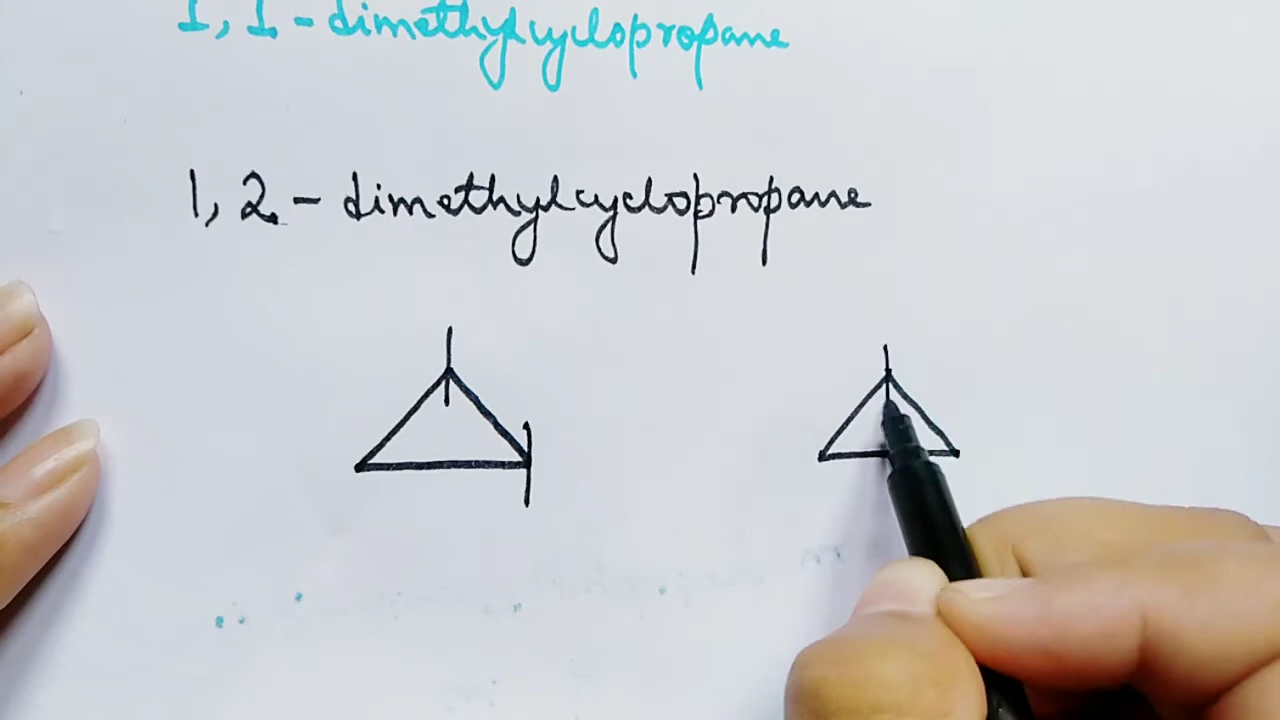 1, 1 - dimethylcyclopropane
1, 2 - dimethylcyclopropane